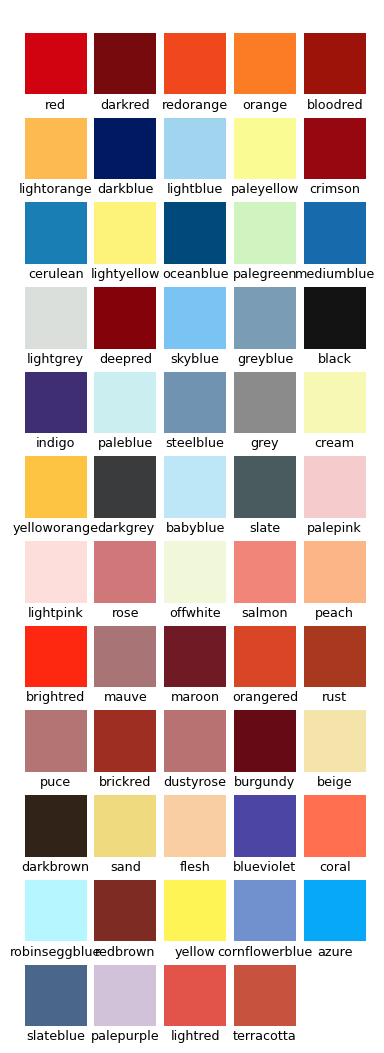 red darkred redorange orange bloodred
lightorange darkblue lightblue paleyellow crimson
cerulean lightyellow oceanblue palegreen mediumblue
lightgrey deepred skyblue greyblue black
indigo paleblue steelblue grey cream
yelloworange darkgrey babyblue slate palepink
lightpink rose offwhite salmon peach
brightred mauve maroon orangered rust
puce brickred dustyrose burgundy beige
darkbrown sand flesh blueviolet coral
robinseggblue redbrown yellow cornflowerblue azure
slateblue palepurple lightred terracotta